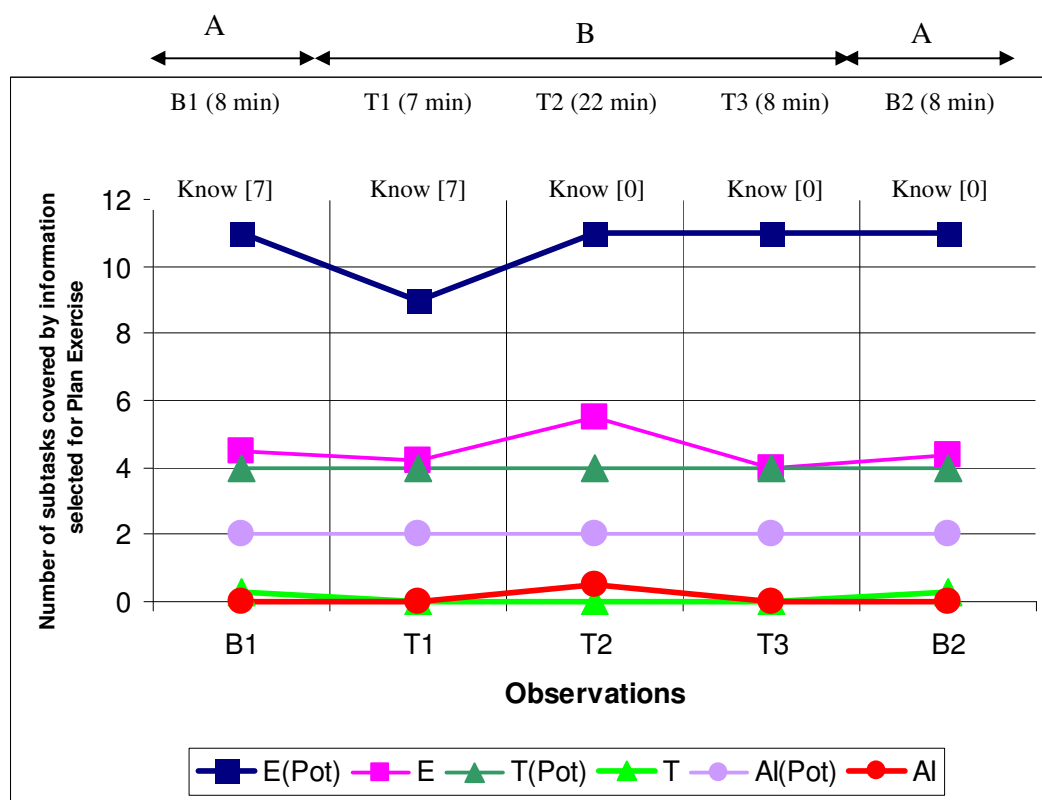 A B A
B1 (8 min) T1 (7 min) T2 (22 min) T3 (8 min) B2 (8 min)
Know [7] Know [7] Know [0] Know [0] Know [0]
Number of subtasks covered by information
selected for Plan Exercise
12
10
8
6
4
2
0
B1 T1 T2 T3 B2
Observations
E(Pot) E T(Pot) T AI(Pot) AI